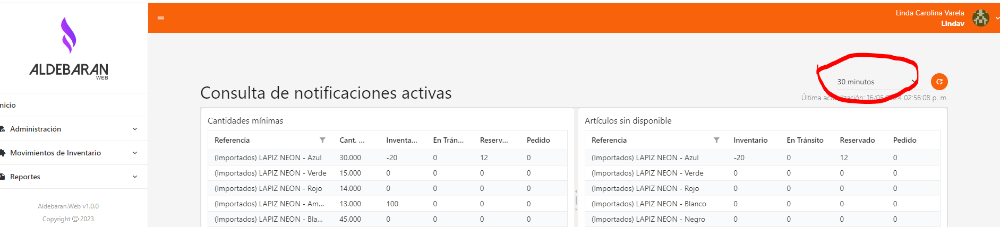 ALDEBARAN
WEB
Linda Carolina Varela
Lindav
30 minutos
Última actualización: 16/05/2024 02:56:08 p. m.
Consulta de notificaciones activas
nicio
Administración
Movimientos de Inventario
Reportes
Aldebaran.Web v1.0.0
Copyright © 2023
Cantidades mínimas
Referencia Cant. ... Inventa... En Trán... Reserv... Pedido
(Importados) LAPIZ NEON - Azul 30.000 -20 0 12 0
(Importados) LAPIZ NEON - Verde 15.000 0 0 0 0
(Importados) LAPIZ NEON - Rojo 14.000 0 0 0 0
(Importados) LAPIZ NEON - Am... 13.000 100 0 0 0
(Importados) LAPIZ NEON - Bla... 45.000 0 0 0 0
Artículos sin disponible
Referencia Inventario En Tránsito Reservado Pedido
(Importados) LAPIZ NEON - Azul -20 0 12 0
(Importados) LAPIZ NEON - Verde 0 0 0 0
(Importados) LAPIZ NEON - Rojo 0 0 0 0
(Importados) LAPIZ NEON - Blanco 0 0 0 0
(Importados) LAPIZ NEON - Negro 0 0 0 0